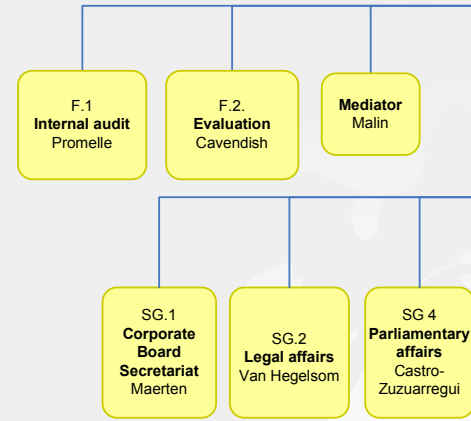 F.1
Internal audit
Promelle
F.2.
Evaluation
Cavendish
Mediator
Malin
SG.1
Corporate
Board
Secretariat
Maerten
SG.2
Legal affairs
Van Hegelsom
SG 4
Parliamentary
affairs
Castro-
Zuzuarregui